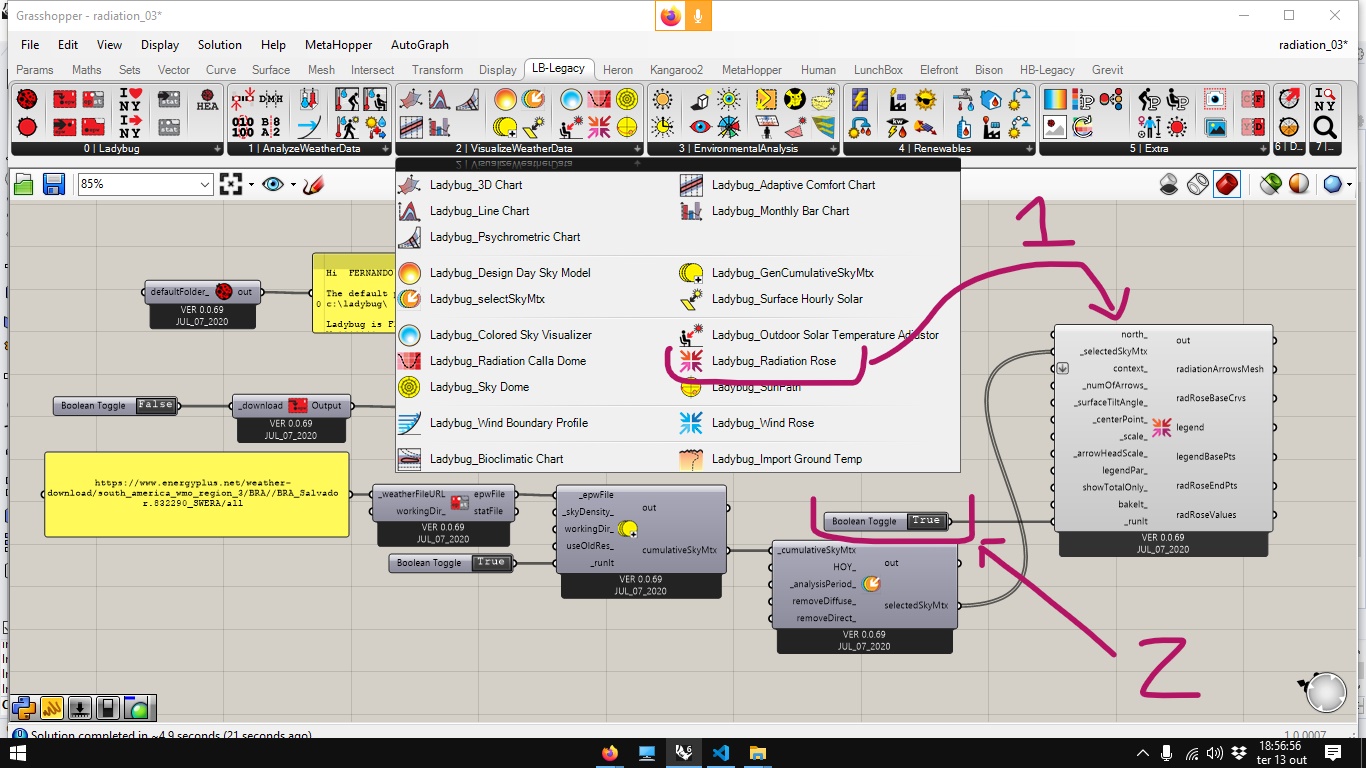 Grasshopper - radiation_03*
File Edit View Display Solution Help MetaHopper AutoGraph radiation_03*
Params Maths Sets Vector Curve Surface Mesh Intersect Transform Display LB-Legacy Heron Kangaroo2 MetaHopper Human LunchBox Elefront Bison HB-Legacy Grevit
0 | Ladybug 1 | AnalyzeWeatherData 2 | VisualizeWeatherData 3 | EnvironmentalAnalysis 4 | Renewables 5 | Extra 6 | D... 7 |...
2 | VisualizeWeatherData
85%
Ladybug_3D Chart Ladybug_Adaptive Comfort Chart
Ladybug_Line Chart Ladybug_Monthly Bar Chart
Ladybug_Psychrometric Chart
Ladybug_Design Day Sky Model Ladybug_GenCumulativeSkyMtx
Ladybug_selectSkyMtx Ladybug_Surface Hourly Solar
Ladybug_Colored Sky Visualizer Ladybug_Outdoor Solar Temperature Adjustor
Ladybug_Radiation Calla Dome Ladybug_Radiation Rose
Ladybug_Sky Dome Ladybug_SunPath
Ladybug_Wind Boundary Profile Ladybug_Wind Rose
Ladybug_Bioclimatic Chart Ladybug_Import Ground Temp
1
defaultFolder_ out
VER 0.0.69
JUL_07_2020
Hi FERNANDO
The default
0 c:\ladybug\
Ladybug is F
north_ out
_selectedSkyMtx
context_ radiationArrowsMesh
_numOfArrows_
_surfaceTiltAngle_ radRoseBaseCrvs
_centerPoint_
_scale_ legend
_arrowHeadScale_
legendPar_ legendBasePts
showTotalOnly_ radRoseEndPts
bakeIt_
_runIt radRoseValues
VER 0.0.69
JUL_07_2020
Boolean Toggle False
_download Output
VER 0.0.69
JUL_07_2020
https://www.energyplus.net/weather-
download/south_america_wmo_region_3/BRA//BRA_Salvado
r.832290_SWERA/all
_weatherFileURL epwFile
workingDir_ statFile
VER 0.0.69
JUL_07_2020
Boolean Toggle True
_epwFile out
_skyDensity_
workingDir_
useOldRes_ cumulativeSkyMtx
_runIt
VER 0.0.69
JUL_07_2020
Boolean Toggle True
_cumulativeSkyMtx
HOY_ out
_analysisPeriod_
removeDiffuse_ selectedSkyMtx
removeDirect_
VER 0.0.69
JUL_07_2020
2
Solution completed in ~4.9 seconds (21 seconds ago)
1.0.0007
18:56:56
ter 13 out